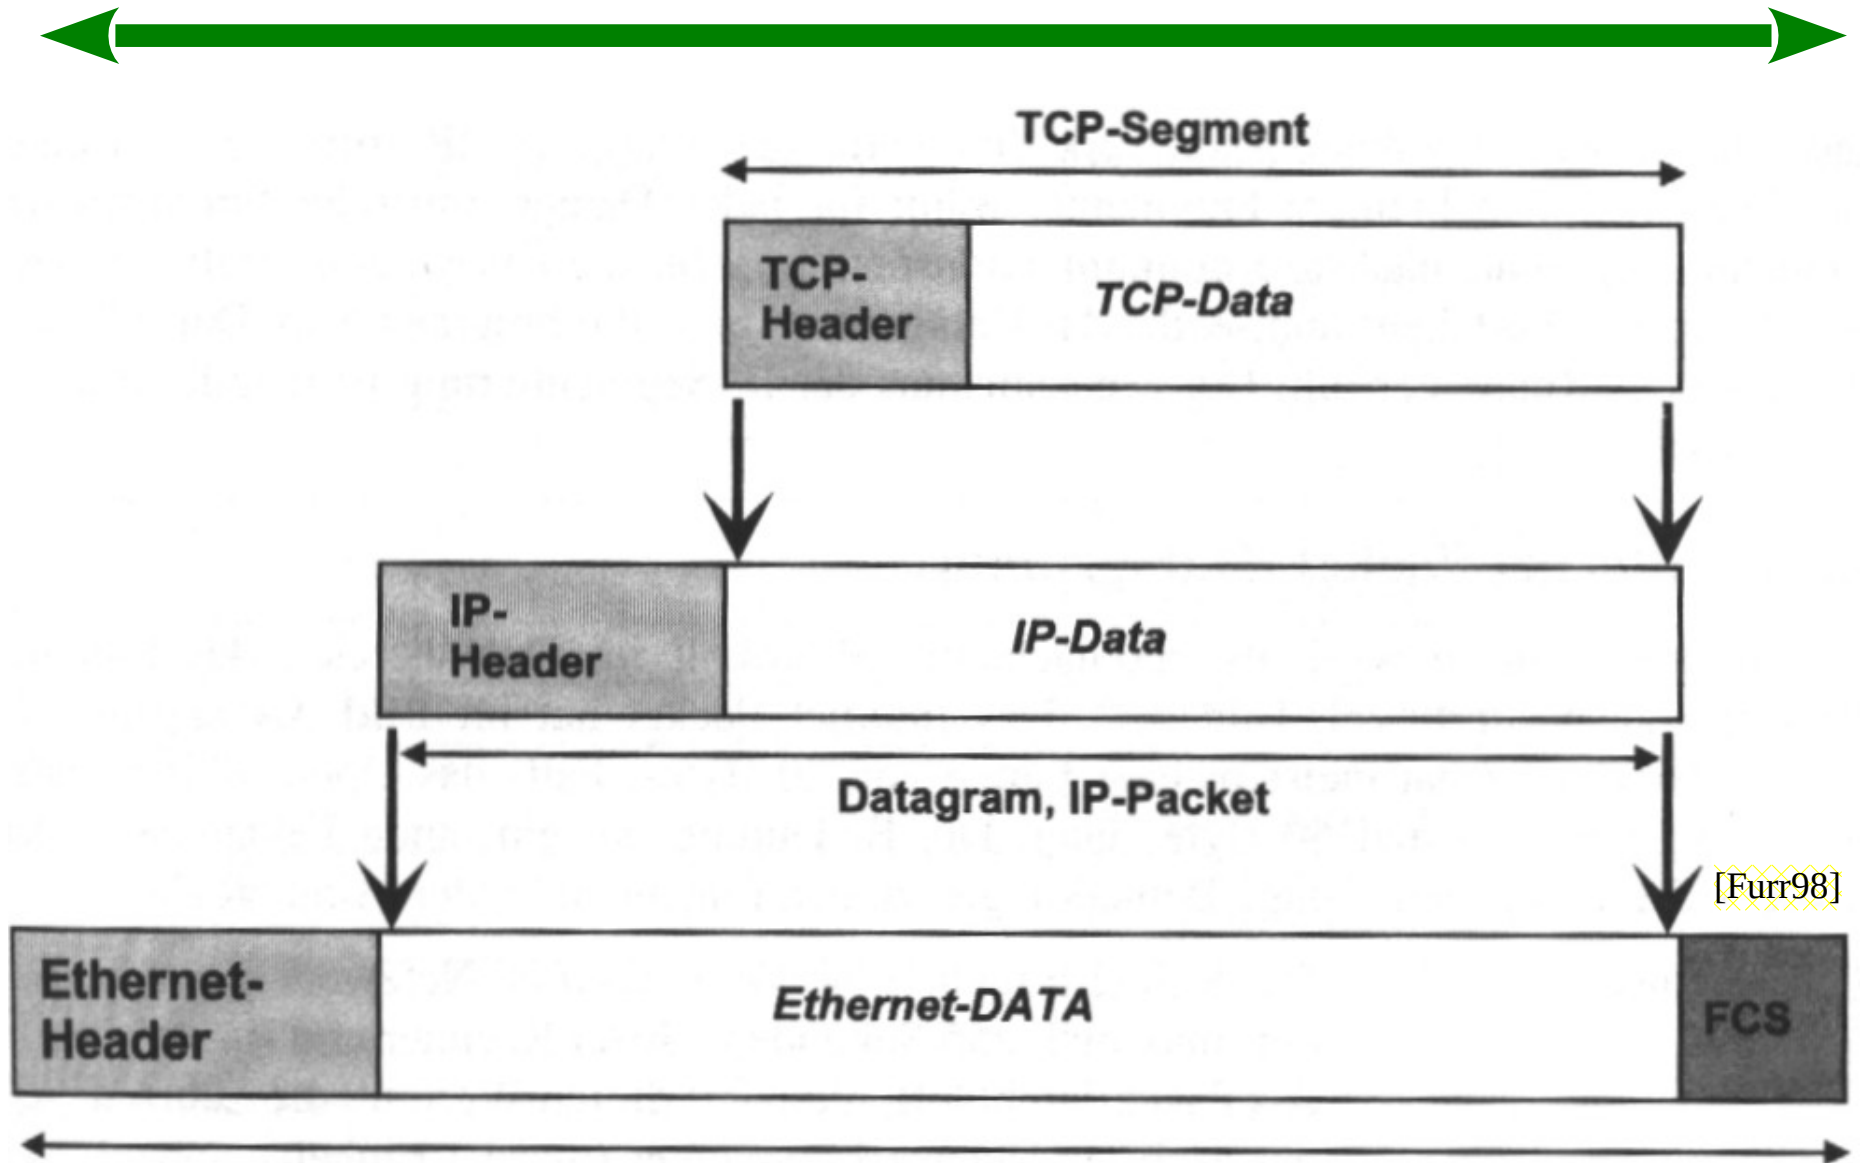 TCP-Segment
TCP-
Header
TCP-Data
IP-
Header
IP-Data
Datagram, IP-Packet
[Furr98]
Ethernet-
Header
Ethernet-DATA
FCS